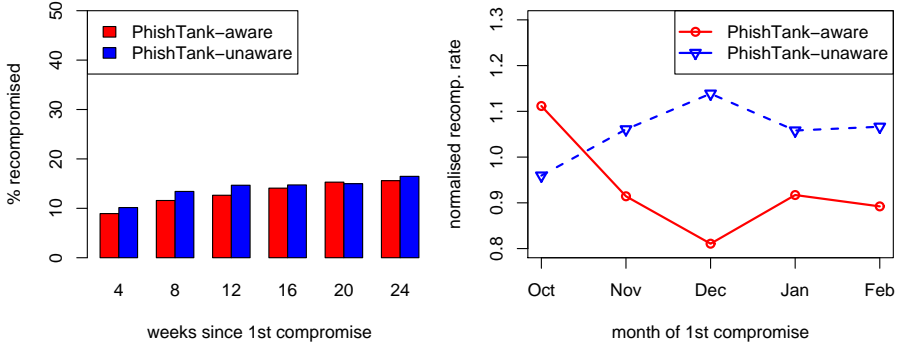 % recompromised
50
40
30
20
10
0
PhishTank−aware
PhishTank−unaware
4 8 12 16 20 24
weeks since 1st compromise
normalised recomp. rate
1.3
1.2
1.1
1.0
0.9
0.8
PhishTank−aware
PhishTank−unaware
Oct Nov Dec Jan Feb
month of 1st compromise